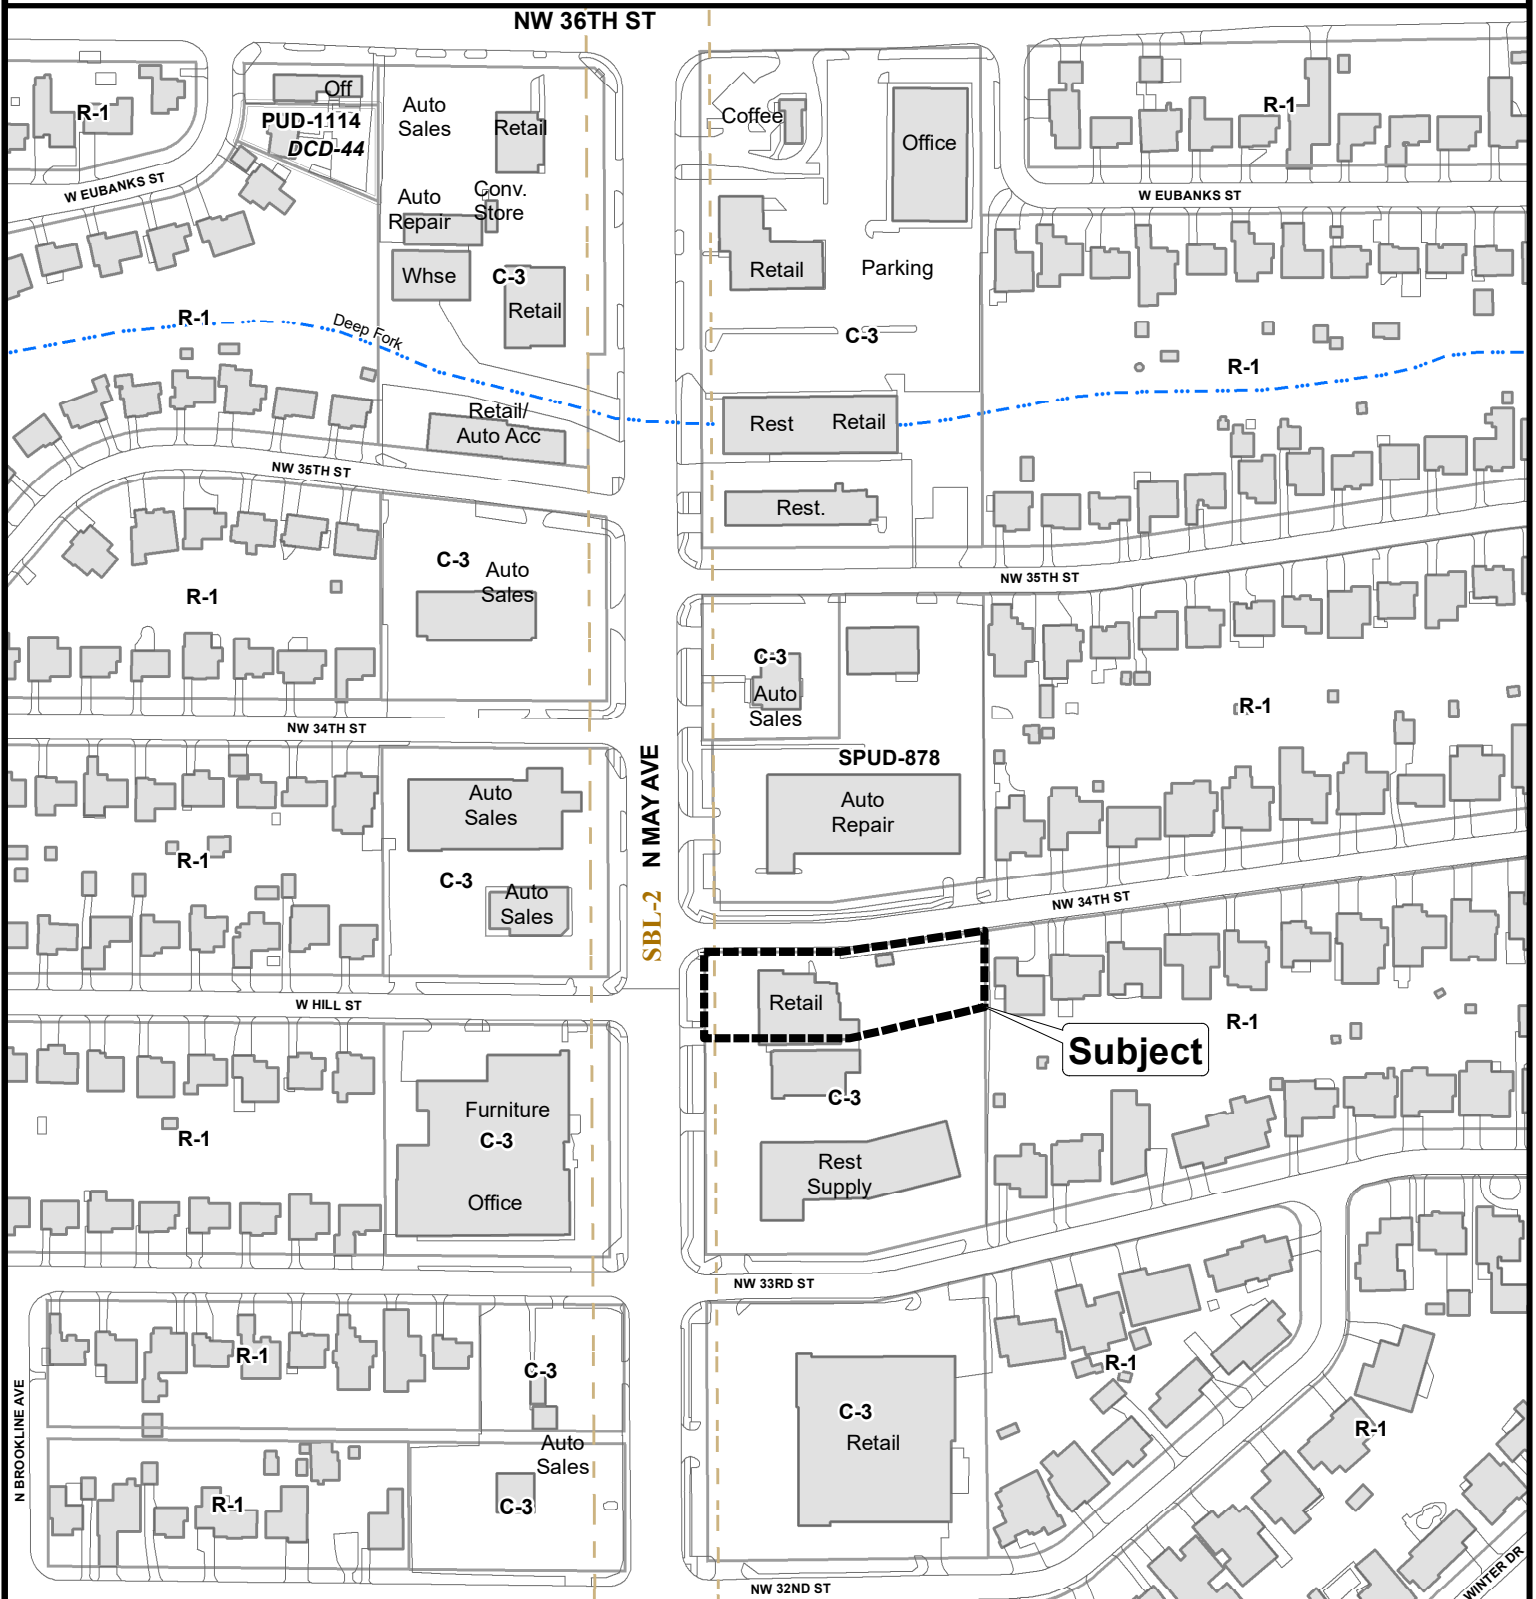 NW 36TH ST
Off
Auto
Sales
Retail
Coffee
Office
R-1
R-1
PUD-1114
DCD-44
W EUBANKS ST
W EUBANKS ST
Auto
Repair
Conv.
Store
Whse
C-3
Retail
Retail
Parking
R-1
Deep Fork
C-3
R-1
Retail/
Auto Acc
Rest
Retail
NW 35TH ST
Rest.
C-3
Auto
Sales
NW 35TH ST
R-1
C-3
Auto
Sales
R-1
NW 34TH ST
N MAY AVE
SPUD-878
Auto
Sales
Auto
Repair
R-1
C-3
Auto
Sales
SBL-2
NW 34TH ST
W HILL ST
Retail
R-1
Subject
Furniture
C-3
Office
R-1
C-3
Rest
Supply
NW 33RD ST
R-1
C-3
R-1
N BROOKLINE AVE
C-3
Retail
R-1
Auto
Sales
R-1
C-3
NW 32ND ST
WINTER DR